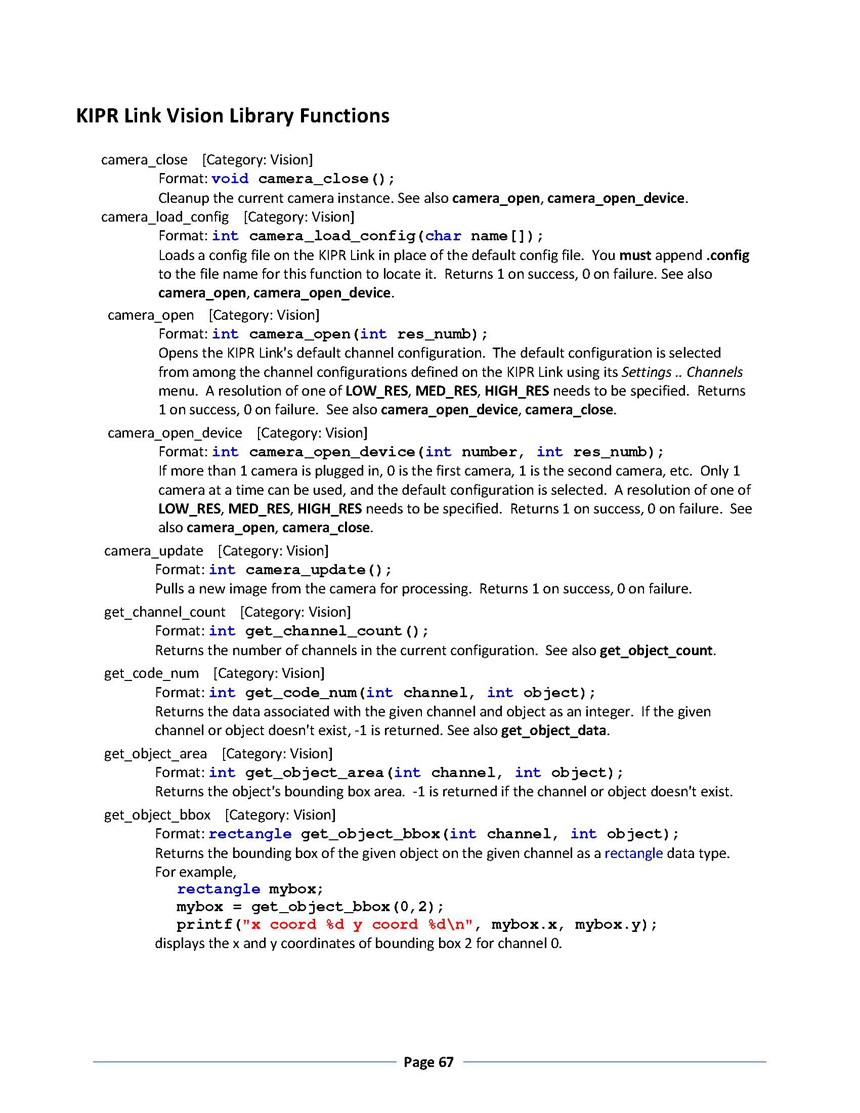 KIPR Link Vision Library Functions
camera_close [Category: Vision]
Format: void camera_close();
Cleanup the current camera instance. See also camera_open, camera_open_device.
camera_load_config [Category: Vision]
Format: int camera_load_config(char name[]);
Loads a config file on the KIPR Link in place of the default config file. You must append .config
to the file name for this function to locate it. Returns 1 on success, 0 on failure. See also
camera_open, camera_open_device.
camera_open [Category: Vision]
Format: int camera_open(int res_numb);
Opens the KIPR Link's default channel configuration. The default configuration is selected
from among the channel configurations defined on the KIPR Link using its Settings .. Channels
menu. A resolution of one of LOW_RES, MED_RES, HIGH_RES needs to be specified. Returns
1 on success, 0 on failure. See also camera_open_device, camera_close.
camera_open_device [Category: Vision]
Format: int camera_open_device(int number, int res_numb);
If more than 1 camera is plugged in, 0 is the first camera, 1 is the second camera, etc. Only 1
camera at a time can be used, and the default configuration is selected. A resolution of one of
LOW_RES, MED_RES, HIGH_RES needs to be specified. Returns 1 on success, 0 on failure. See
also camera_open, camera_close.
camera_update [Category: Vision]
Format: int camera_update();
Pulls a new image from the camera for processing. Returns 1 on success, 0 on failure.
get_channel_count [Category: Vision]
Format: int get_channel_count();
Returns the number of channels in the current configuration. See also get_object_count.
get_code_num [Category: Vision]
Format: int get_code_num(int channel, int object);
Returns the data associated with the given channel and object as an integer. If the given
channel or object doesn't exist, -1 is returned. See also get_object_data.
get_object_area [Category: Vision]
Format: int get_object_area(int channel, int object);
Returns the object's bounding box area. -1 is returned if the channel or object doesn't exist.
get_object_bbox [Category: Vision]
Format: rectangle get_object_bbox(int channel, int object);
Returns the bounding box of the given object on the given channel as a rectangle data type.
For example,
rectangle mybox;
mybox = get_object_bbox(0,2);
printf("x coord %d y coord %d\n", mybox.x, mybox.y);
displays the x and y coordinates of bounding box 2 for channel 0.
Page 67